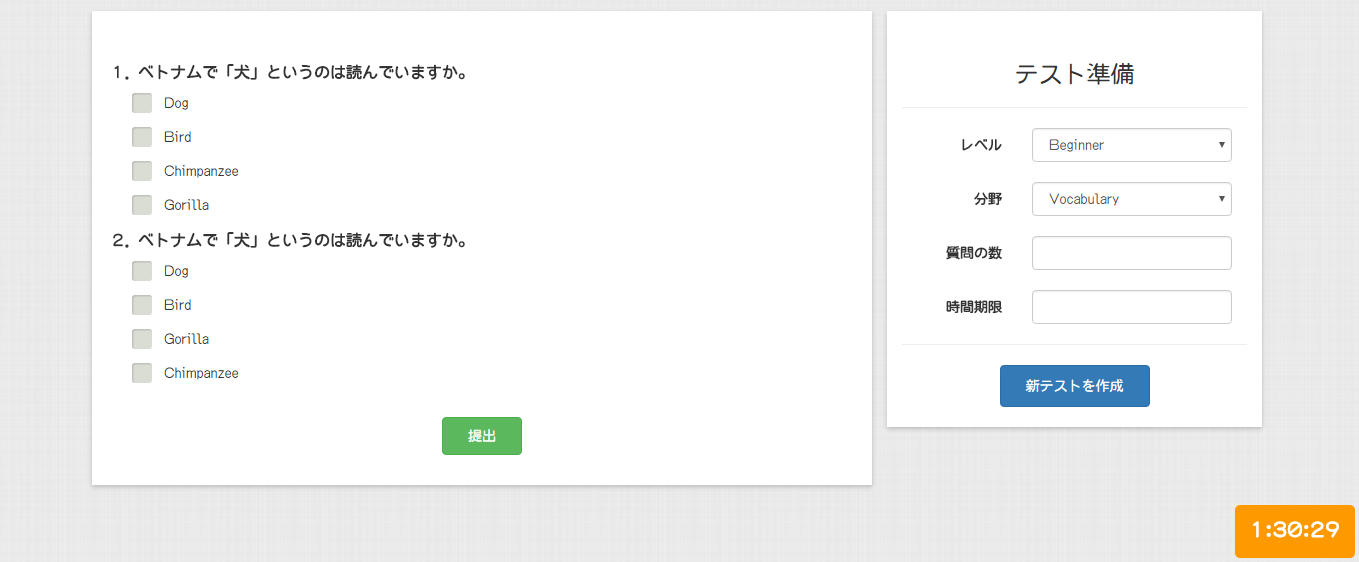 1. ベトナムで「犬」というのは読んでいますか。
Dog
Bird
Chimpanzee
Gorilla
2. ベトナムで「犬」というのは読んでいますか。
Dog
Bird
Gorilla
Chimpanzee
提出
テスト準備
レベル Beginner
分野 Vocabulary
質問の数
時間期限
新テストを作成
1:30:29